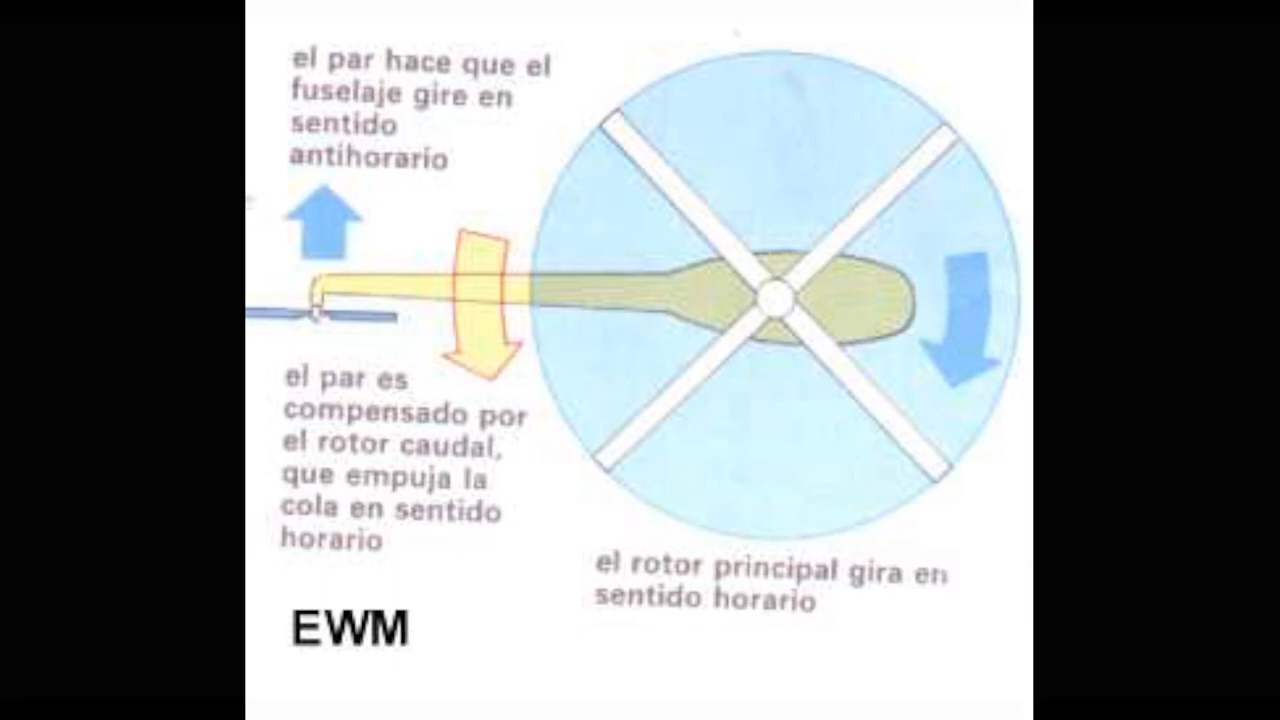 el par hace que el
fuselaje gire en
sentido
antihorario
el par es
compensado por
el rotor caudal,
que empuja la
cola en sentido
horario
el rotor principal gira en
sentido horario
EWM